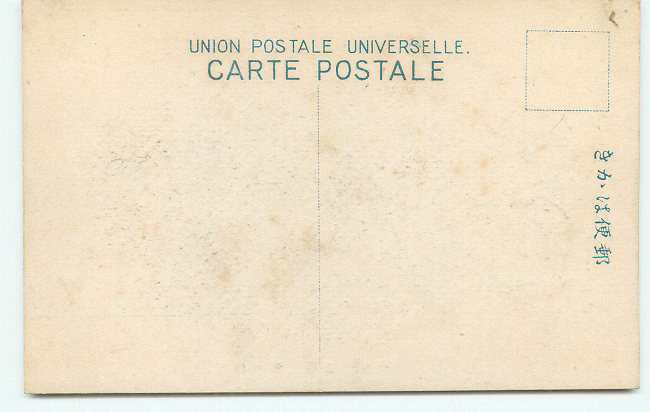 UNION POSTALE UNIVERSELLE.
CARTE POSTALE
郵便はかき